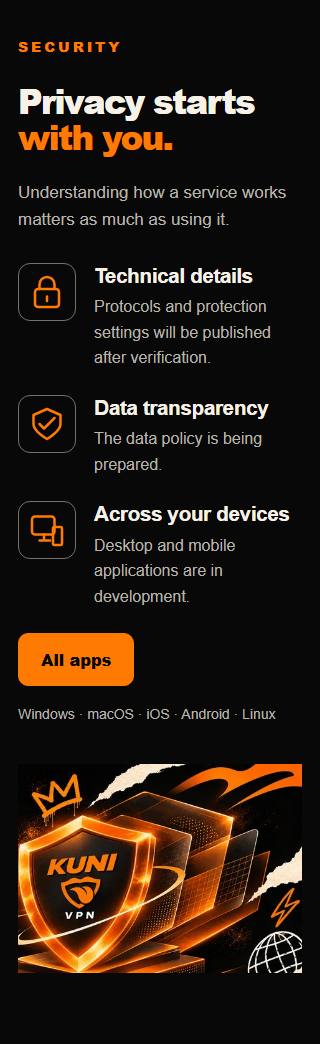 SECURITY
Privacy starts
with you.
Understanding how a service works
matters as much as using it.
Technical details
Protocols and protection
settings will be published
after verification.
Data transparency
The data policy is being
prepared.
Across your devices
Desktop and mobile
applications are in
development.
All apps
Windows · macOS · iOS · Android · Linux
KUNI
VPN